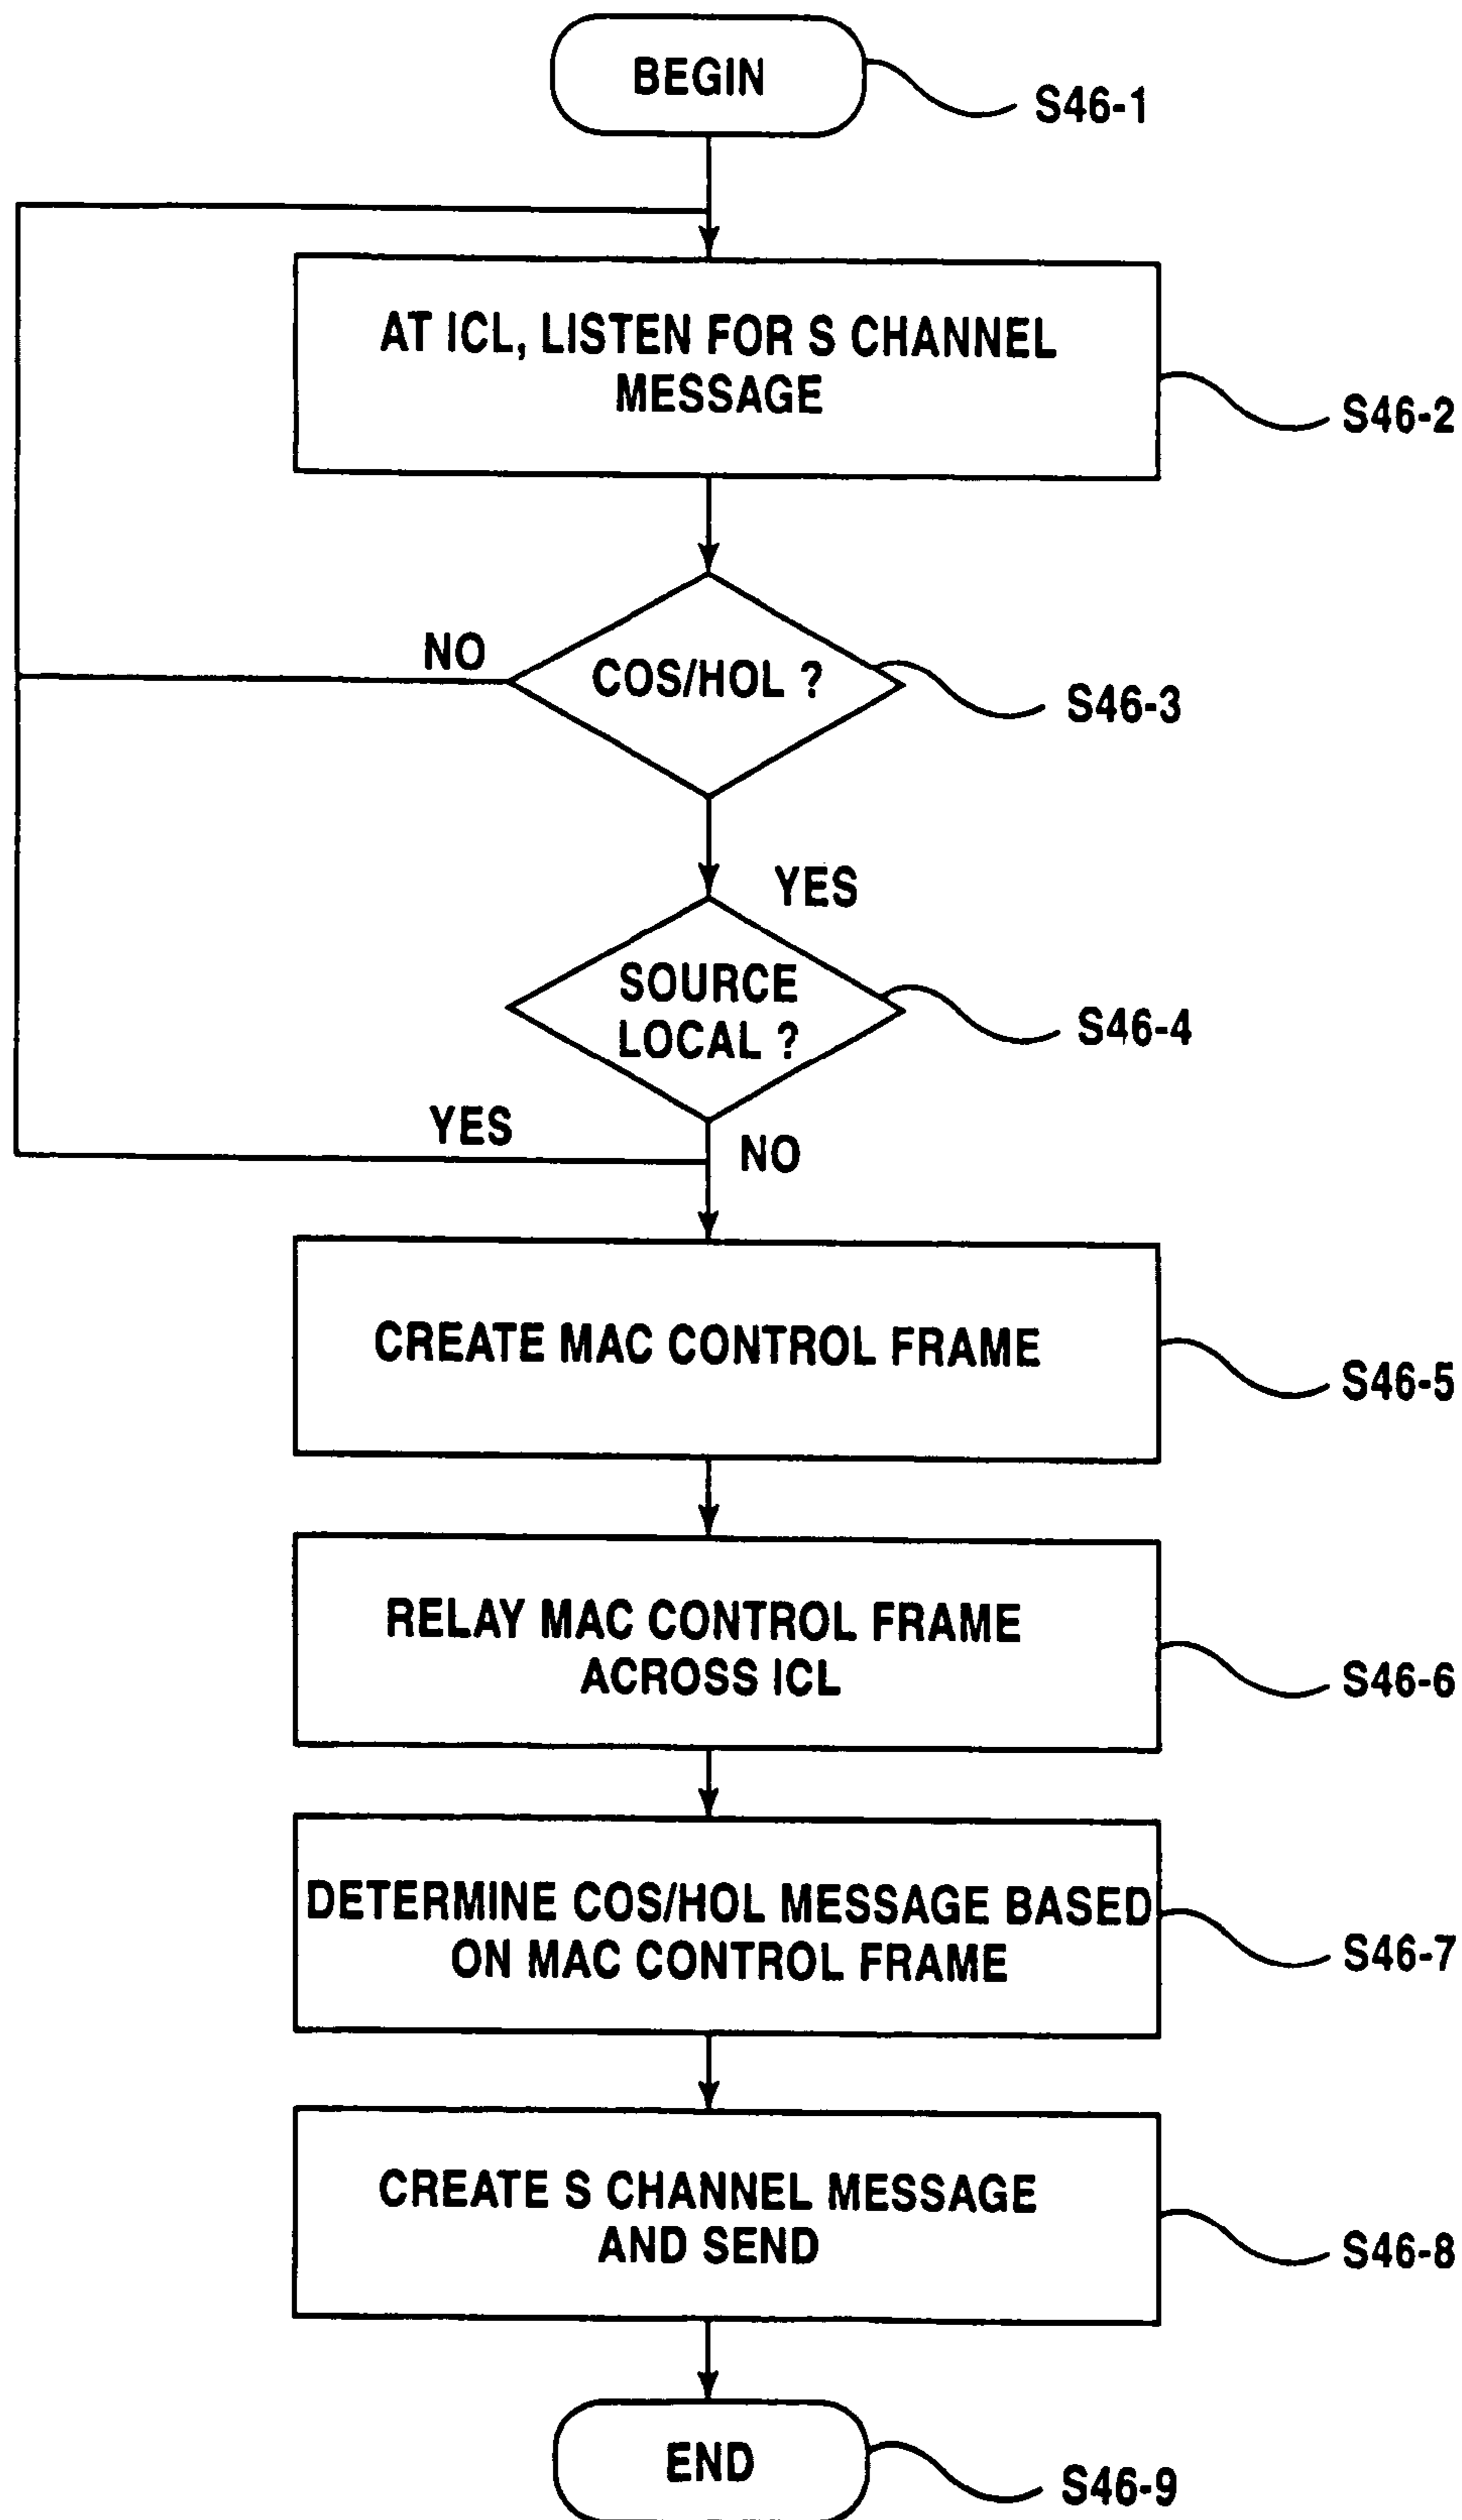 BEGIN
S46-1
AT ICL, LISTEN FOR S CHANNEL
MESSAGE
S46-2
NO
COS/HOL ?
S46-3
YES
SOURCE
LOCAL ?
S46-4
YES
NO
CREATE MAC CONTROL FRAME
S46-5
RELAY MAC CONTROL FRAME
ACROSS ICL
S46-6
DETERMINE COS/HOL MESSAGE BASED
ON MAC CONTROL FRAME
S46-7
CREATE S CHANNEL MESSAGE
AND SEND
S46-8
END
S46-9